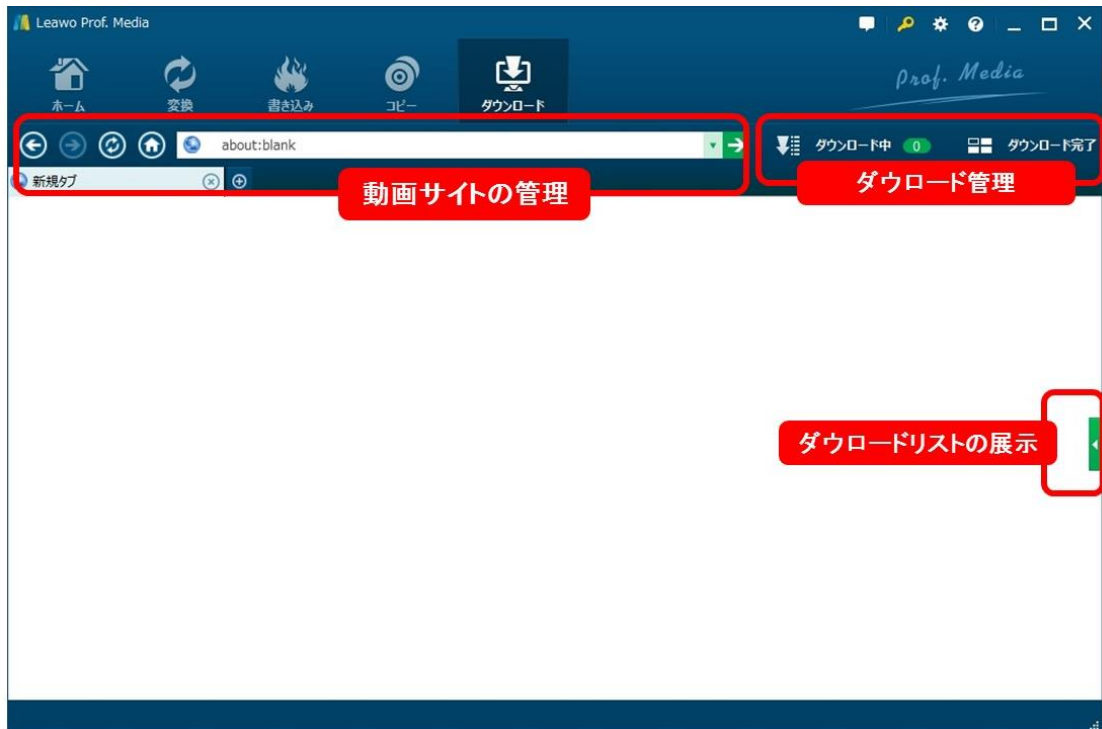 Leawo Prof. Media
Prof. Media
ホーム
変換
書き込み
コピー
ダウンロード
about:blank
ダウンロード中 0
ダウンロード完了
新規タブ
動画サイトの管理
ダウロード管理
ダウロードリストの展示